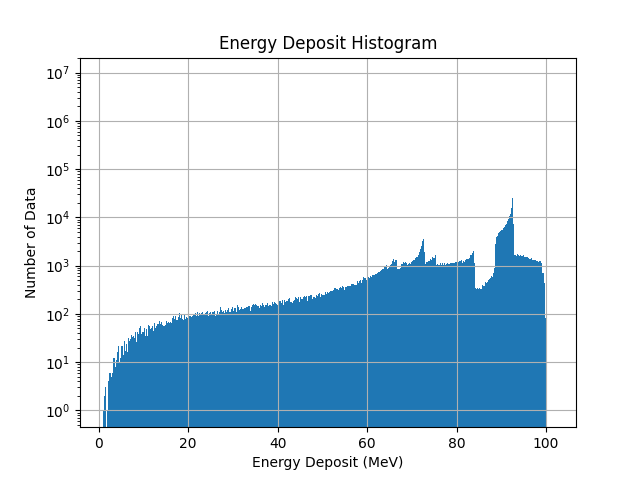 Energy Deposit Histogram
Number of Data
10⁷
10⁶
10⁵
10⁴
10³
10²
10¹
10⁰
0 20 40 60 80 100
Energy Deposit (MeV)